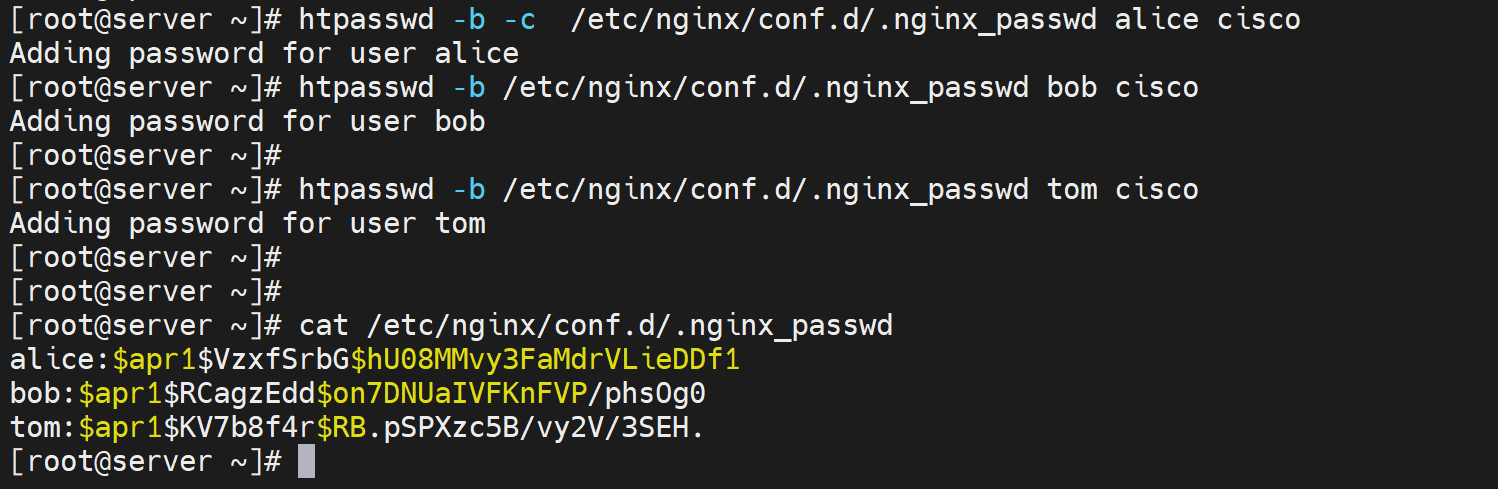 [root@server ~]# htpasswd -b -c  /etc/nginx/conf.d/.nginx_passwd alice cisco
Adding password for user alice
[root@server ~]# htpasswd -b /etc/nginx/conf.d/.nginx_passwd bob cisco
Adding password for user bob
[root@server ~]#
[root@server ~]# htpasswd -b /etc/nginx/conf.d/.nginx_passwd tom cisco
Adding password for user tom
[root@server ~]#
[root@server ~]#
[root@server ~]# cat /etc/nginx/conf.d/.nginx_passwd
alice:$apr1$VzxfSrbG$hU08MMvy3FaMdrVLieDDf1
bob:$apr1$RCagzEdd$on7DNUaIVFKnFVP/phsOg0
tom:$apr1$KV7b8f4r$RB.pSPXzc5B/vy2V/3SEH.
[root@server ~]#